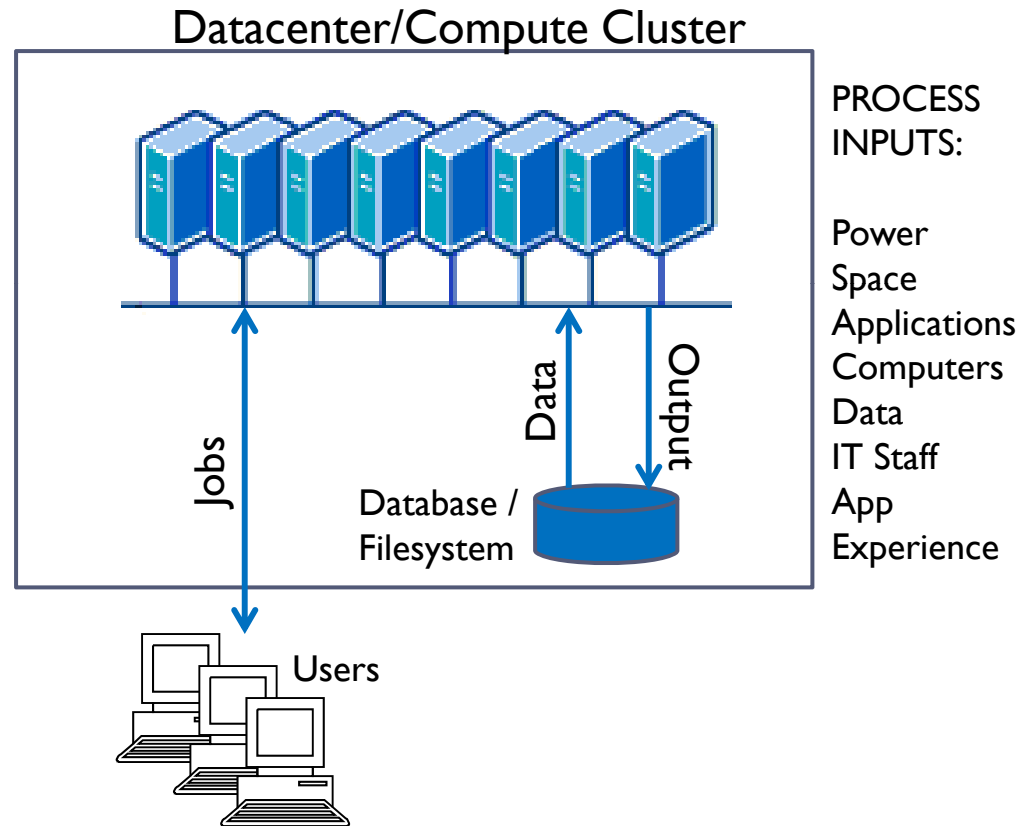 Datacenter/Compute Cluster
PROCESS
INPUTS:
Power
Space
Applications
Computers
Data
IT Staff
App
Experience
Jobs
Data
Output
Database /
Filesystem
Users